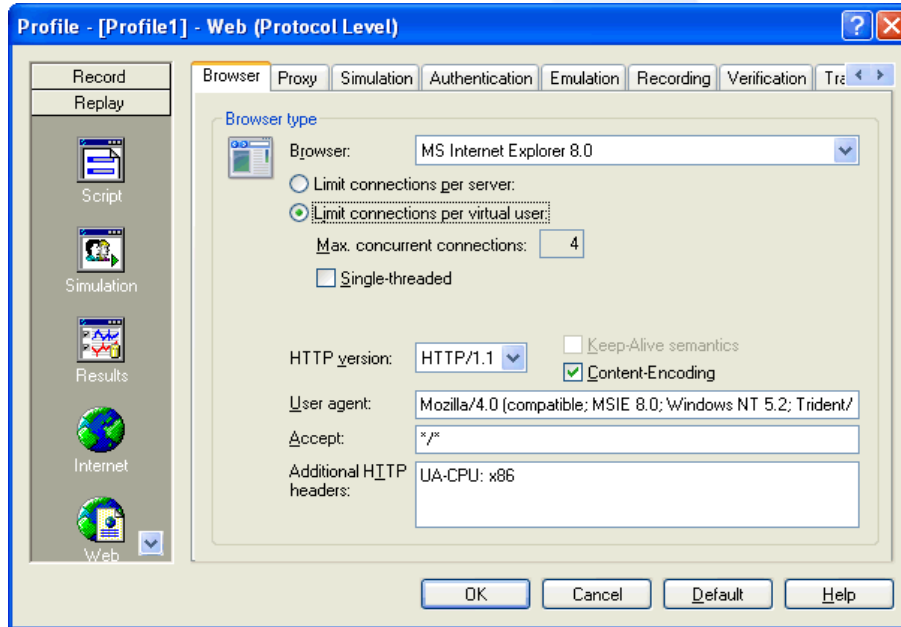 Profile - [Profile1] - Web (Protocol Level)
Record
Replay
Script
Simulation
Results
Internet
Web
Browser Proxy Simulation Authentication Emulation Recording Verification
Browser type
Browser: MS Internet Explorer 8.0
Limit connections per server:
Limit connections per virtual user:
Max. concurrent connections: 4
Single-threaded
HTTP version: HTTP/1.1
Keep-Alive semantics
Content-Encoding
User agent: Mozilla/4.0 (compatible; MSIE 8.0; Windows NT 5.2; Trident/
Accept: */*
Additional HTTP headers: UA-CPU: x86
OK Cancel Default Help